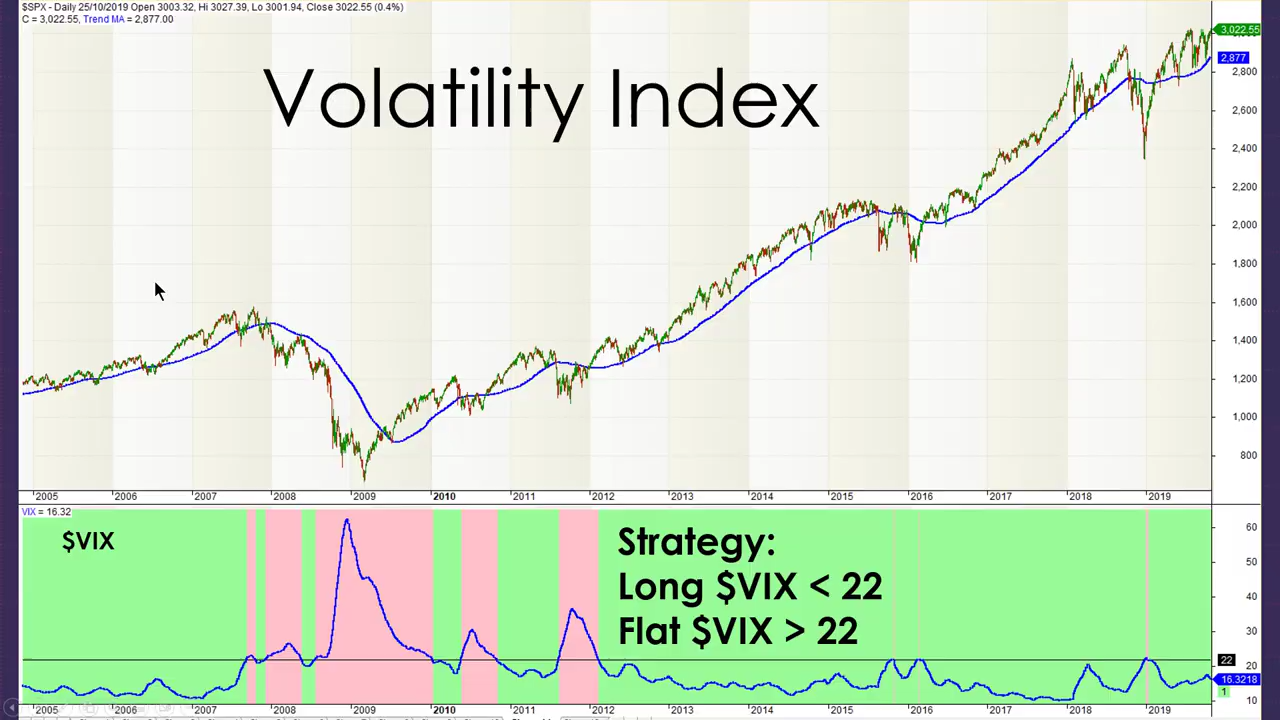 $SPX - Daily 25/10/2019 Open 3003.32, Hi 3027.39, Lo 3001.94, Close 3022.55 (0.4%)
C = 3,022.55, Trend MA = 2,877.00
Volatility Index
3,022.55
2,877
2,800
2,600
2,400
2,200
2,000
1,800
1,600
1,400
1,200
1,000
800
2005 2006 2007 2008 2009 2010 2011 2012 2013 2014 2015 2016 2017 2018 2019
VIX = 16.32
$VIX
Strategy:
Long $VIX < 22
Flat $VIX > 22
60
50
40
30
22
20
16.3218
1
10
2005 2006 2007 2008 2009 2010 2011 2012 2013 2014 2015 2016 2017 2018 2019